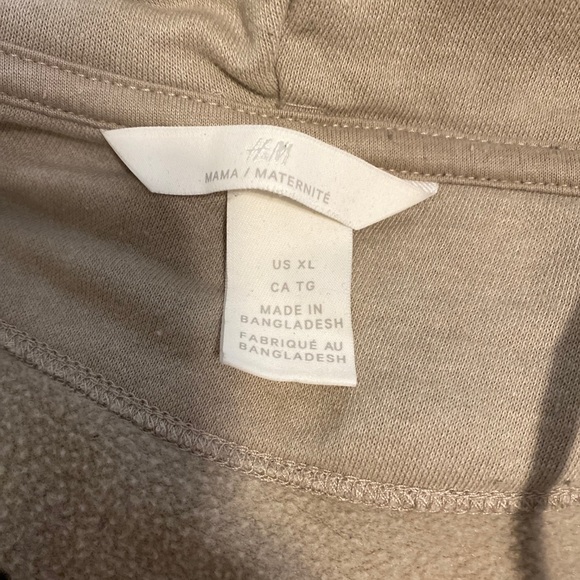 H&M
MAMA / MATERNITÉ
US XL
CA TG
MADE IN
BANGLADESH
FABRIQUÉ AU
BANGLADESH